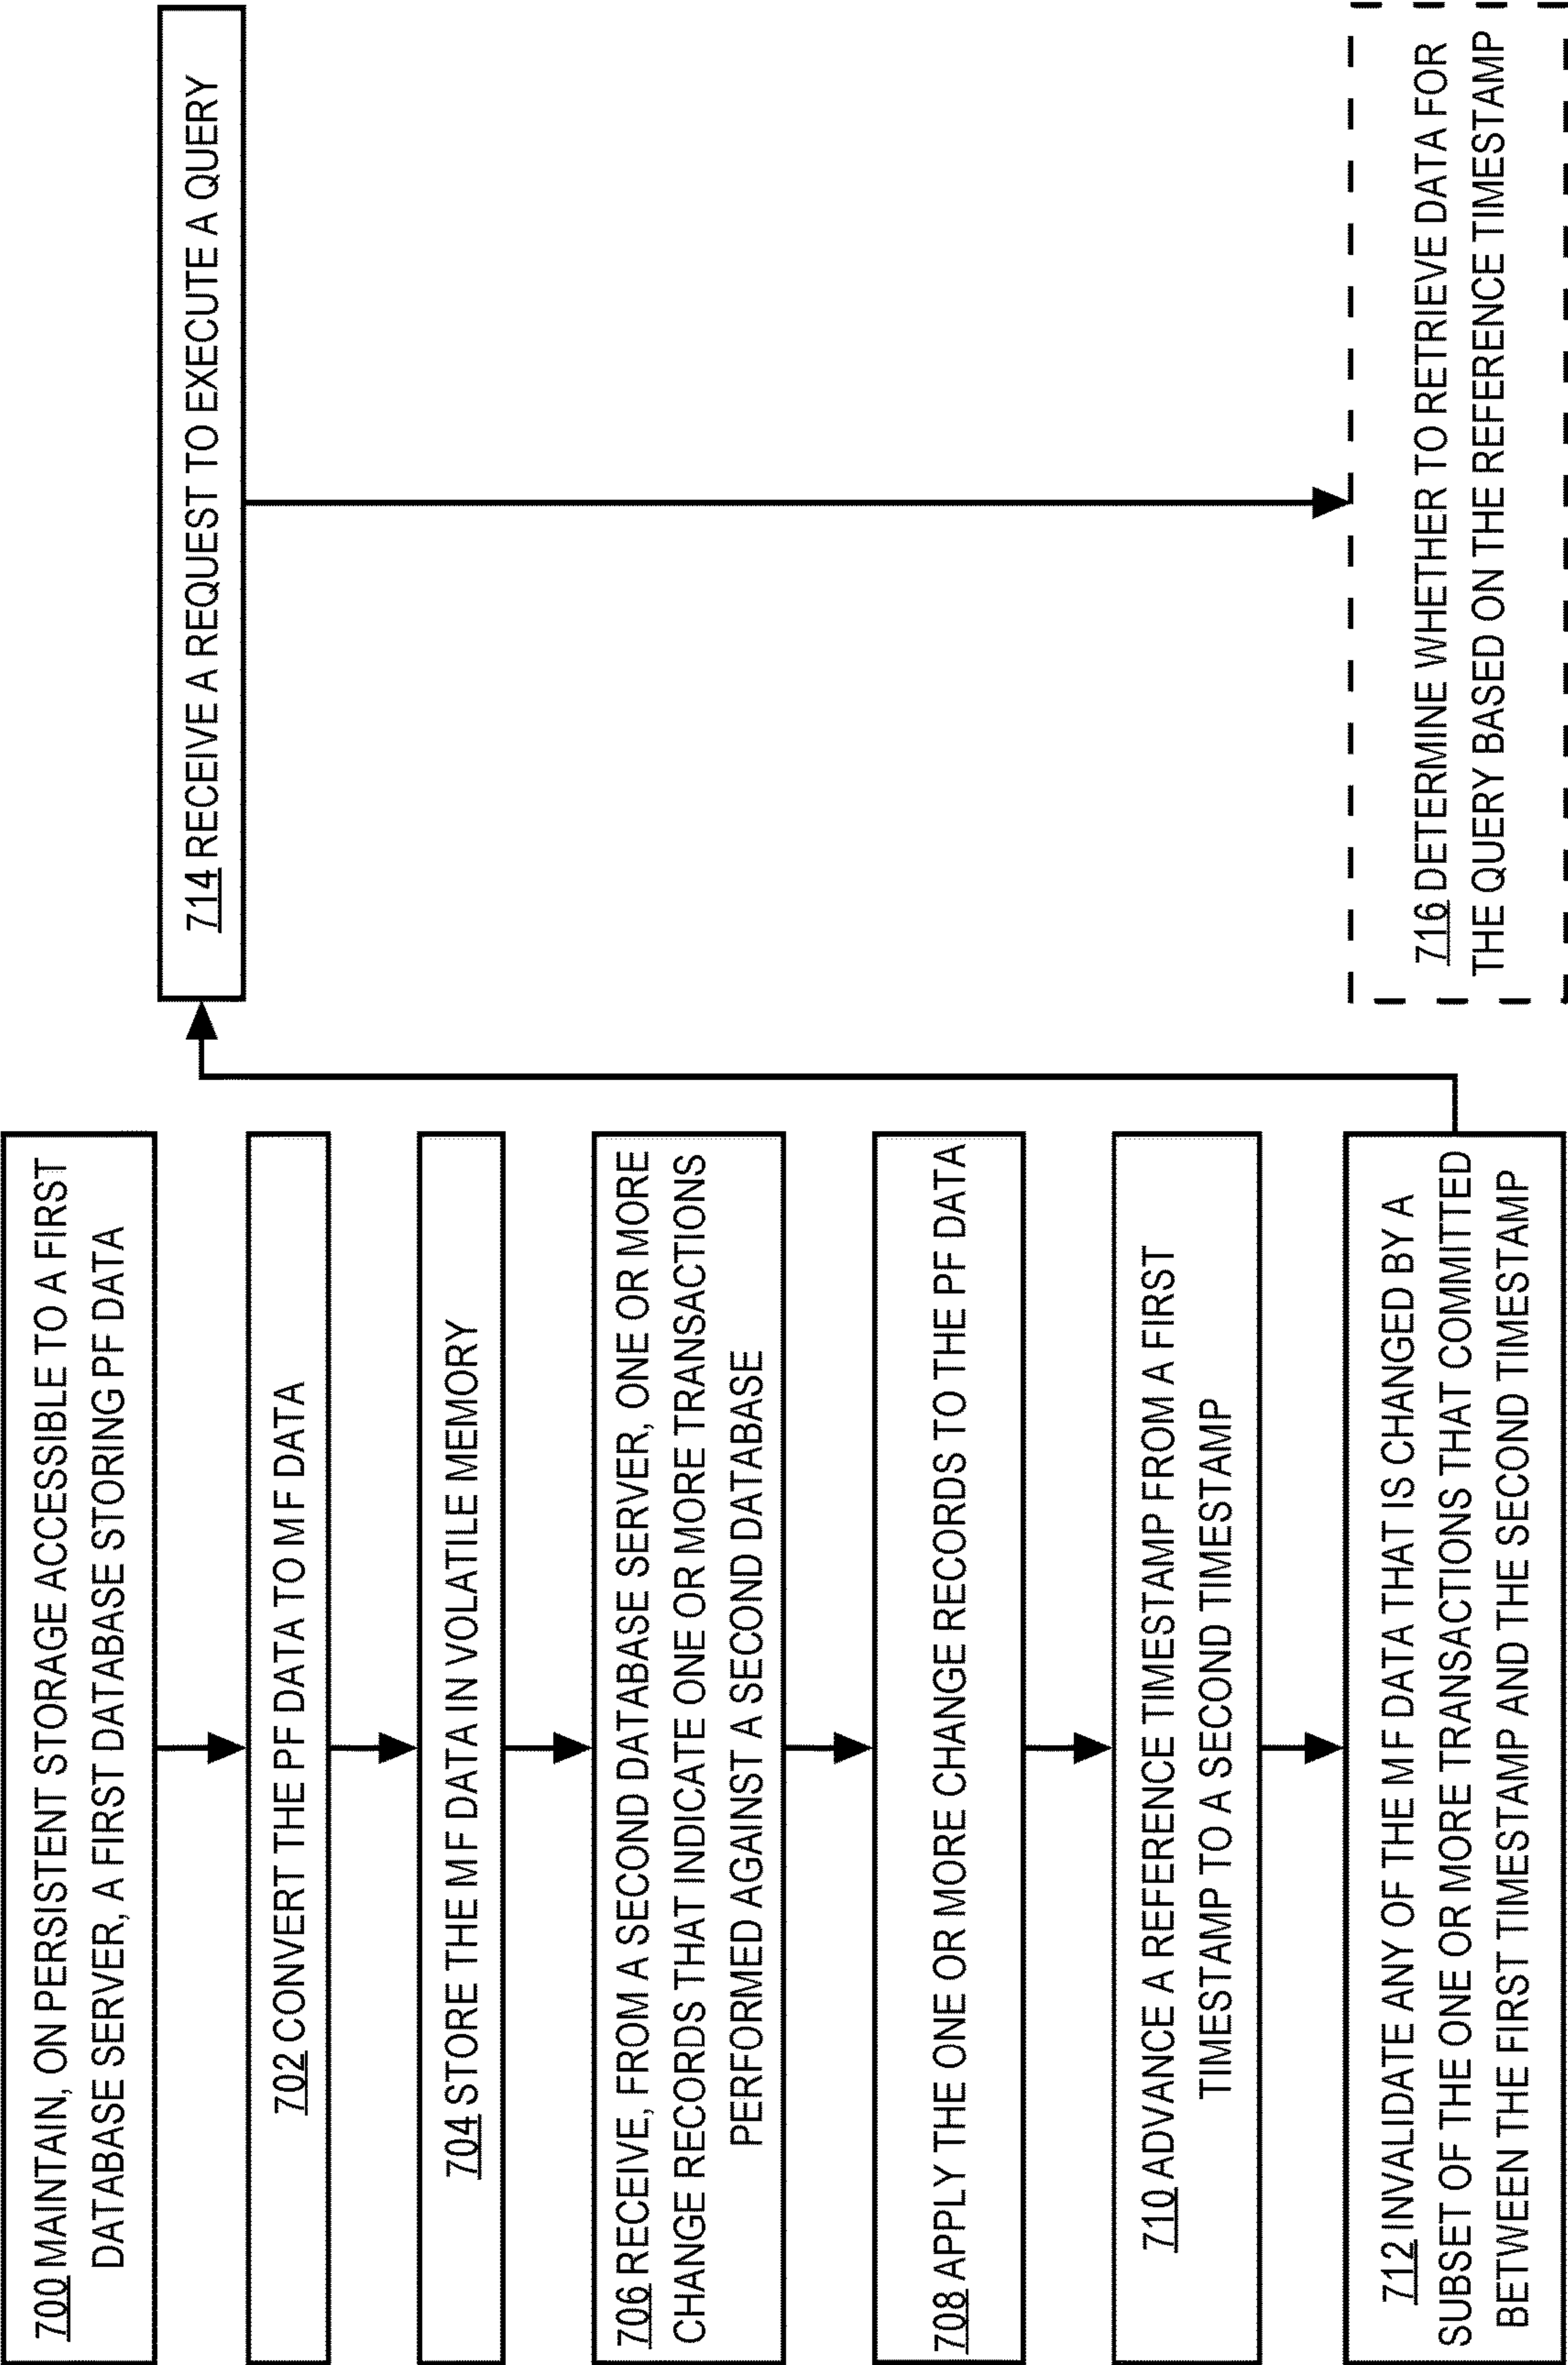 700 MAINTAIN, ON PERSISTENT STORAGE ACCESSIBLE TO A FIRST
DATABASE SERVER, A FIRST DATABASE STORING PF DATA
702 CONVERT THE PF DATA TO MF DATA
704 STORE THE MF DATA IN VOLATILE MEMORY
706 RECEIVE, FROM A SECOND DATABASE SERVER, ONE OR MORE
CHANGE RECORDS THAT INDICATE ONE OR MORE TRANSACTIONS
PERFORMED AGAINST A SECOND DATABASE
708 APPLY THE ONE OR MORE CHANGE RECORDS TO THE PF DATA
710 ADVANCE A REFERENCE TIMESTAMP FROM A FIRST
TIMESTAMP TO A SECOND TIMESTAMP
712 INVALIDATE ANY OF THE MF DATA THAT IS CHANGED BY A
SUBSET OF THE ONE OR MORE TRANSACTIONS THAT COMMITTED
BETWEEN THE FIRST TIMESTAMP AND THE SECOND TIMESTAMP
714 RECEIVE A REQUEST TO EXECUTE A QUERY
716 DETERMINE WHETHER TO RETRIEVE DATA FOR
THE QUERY BASED ON THE REFERENCE TIMESTAMP